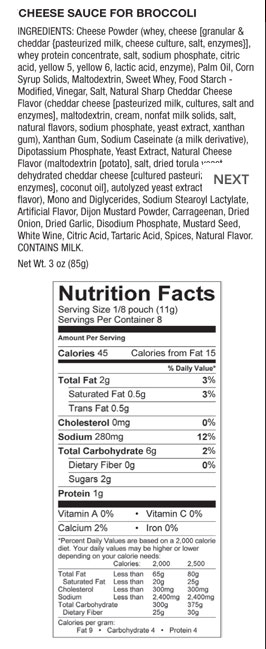 CHEESE SAUCE FOR BROCCOLI
INGREDIENTS: Cheese Powder (whey, cheese [granular &
cheddar {pasteurized milk, cheese culture, salt, enzymes}],
whey protein concentrate, salt, sodium phosphate, citric
acid, yellow 5, yellow 6, lactic acid, enzyme), Palm Oil, Corn
Syrup Solids, Maltodextrin, Sweet Whey, Food Starch -
Modified, Vinegar, Salt, Natural Sharp Cheddar Cheese
Flavor (cheddar cheese [pasteurized milk, cultures, salt and
enzymes], maltodextrin, cream, nonfat milk solids, salt,
natural flavors, sodium phosphate, yeast extract, xanthan
gum), Xanthan Gum, Sodium Caseinate (a milk derivative),
Dipotassium Phosphate, Yeast Extract, Natural Cheese
Flavor (maltodextrin [potato], salt, dried torula
dehydrated cheddar cheese [cultured
enzymes], coconut oil], autolyzed yeast extract
flavor), Mono and Diglycerides, Sodium Stearoyl Lactylate,
Artificial Flavor, Dijon Mustard Powder, Carrageenan, Dried
Onion, Dried Garlic, Disodium Phosphate, Mustard Seed,
White Wine, Citric Acid, Tartaric Acid, Spices, Natural Flavor.
CONTAINS MILK.
NEXT
Net Wt. 3 oz (85g)
Nutrition Facts
Serving Size 1/8 pouch (11g)
Servings Per Container 8
Amount Per Serving
Calories 45 Calories from Fat 15
% Daily Value*
Total Fat 2g 3%
Saturated Fat 0.5g 3%
Trans Fat 0.5g
Cholesterol 0mg 0%
Sodium 280mg 12%
Total Carbohydrate 6g 2%
Dietary Fiber 0g 0%
Sugars 2g
Protein 1g
Vitamin A 0% • Vitamin C 0%
Calcium 2% • Iron 0%
*Percent Daily Values are based on a 2,000 calorie
diet. Your daily values may be higher or lower
depending on your calorie needs:
Calories: 2,000 2,500
Total Fat Less than 65g 80g
Saturated Fat Less than 20g 25g
Cholesterol Less than 300mg 300mg
Sodium Less than 2,400mg 2,400mg
Total Carbohydrate 300g 375g
Dietary Fiber 25g 30g
Calories per gram:
Fat 9 • Carbohydrate 4 • Protein 4